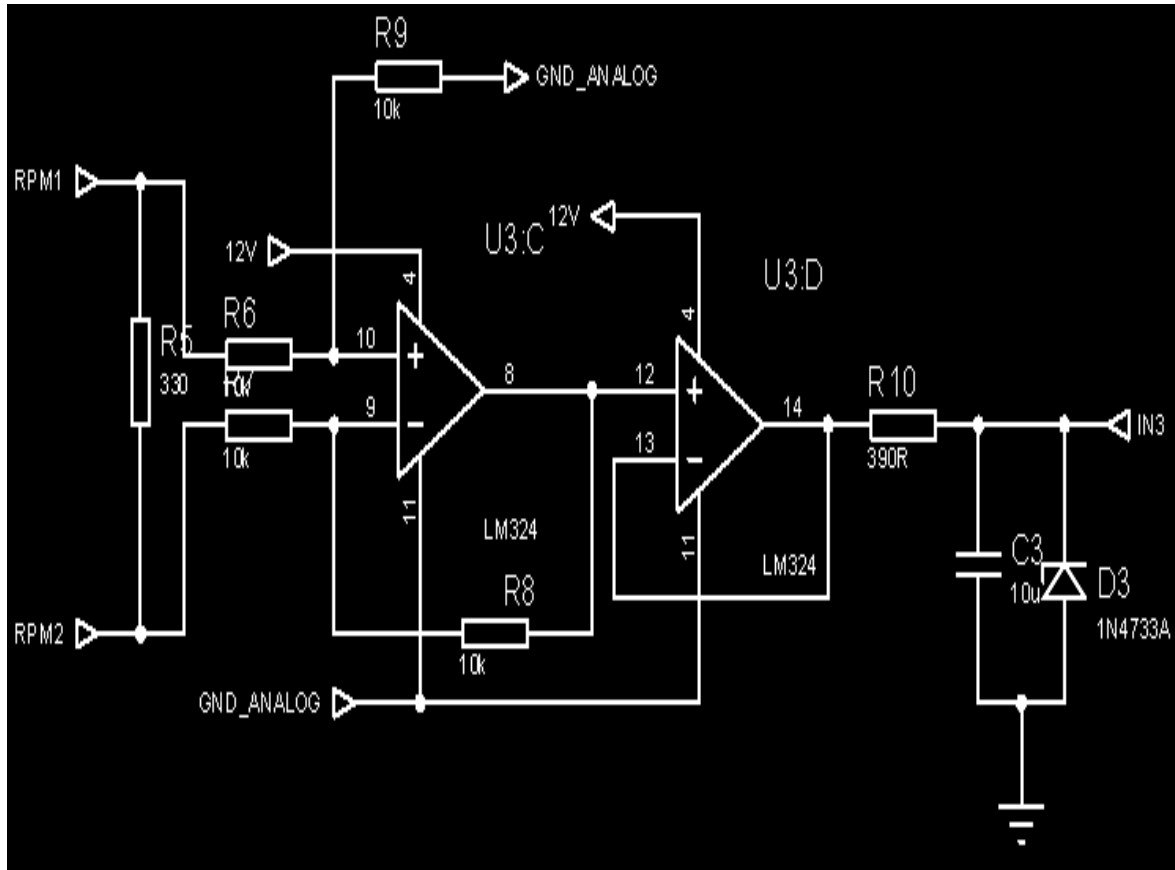 R9
10k
GND_ANALOG
RPM1
12V
U3:C
12V
U3:D
4
4
R6
R5
330
10
+
9
-
10k
8
12
+
13
-
14
R10
390R
IN3
11
LM324
11
LM324
R8
10k
C3
10u
D3
1N4733A
RPM2
GND_ANALOG